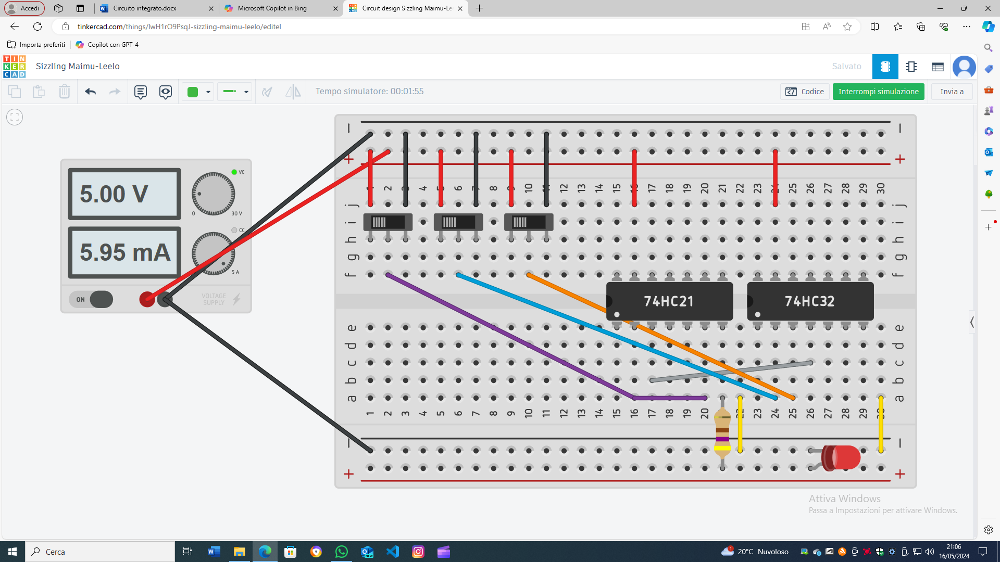 Accedi
Circuito integrato.docx
Microsoft Copilot in Bing
Circuit design Sizzling Maimu-Le
tinkercad.com/things/lwH1rO9PsqJ-sizzling-maimu-leelo/editel
Importa preferiti
Copilot con GPT-4
TIN
KER
CAD
Sizzling Maimu-Leelo
Salvato
Tempo simulatore: 00:01:55
Codice
Interrompi simulazione
Invia a
5.00 V
VC
0
30 V
5.95 mA
CC
5 A
ON
VOLTAGE
SUPPLY
1 2 3 4 5 6 7 8 9 10 11 12 13 14 15 16 17 18 19 20 21 22 23 24 25 26 27 28 29 30
j j
i i
h h
g g
f f
74HC21
74HC32
e e
d d
c c
b b
a a
1 2 3 4 5 6 7 8 9 10 11 12 13 14 15 16 17 18 19 20 22 23 24 25 26 27 28 29 30
Attiva Windows
Passa a Impostazioni per attivare Windows.
Cerca
NEW
1
20°C Nuvoloso
21:06
16/05/2024